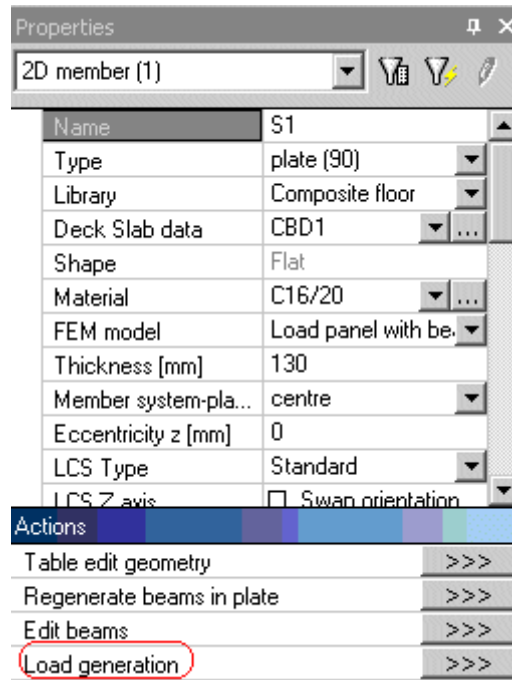 Properties
2D member (1)
Name S1
Type plate (90)
Library Composite floor
Deck Slab data CBD1 ...
Shape Flat
Material C16/20 ...
FEM model Load panel with be
Thickness [mm] 130
Member system-pla... centre
Eccentricity z [mm] 0
LCS Type Standard
LCS Z axis Swap orientation
Actions
Table edit geometry >>>
Regenerate beams in plate >>>
Edit beams >>>
Load generation >>>